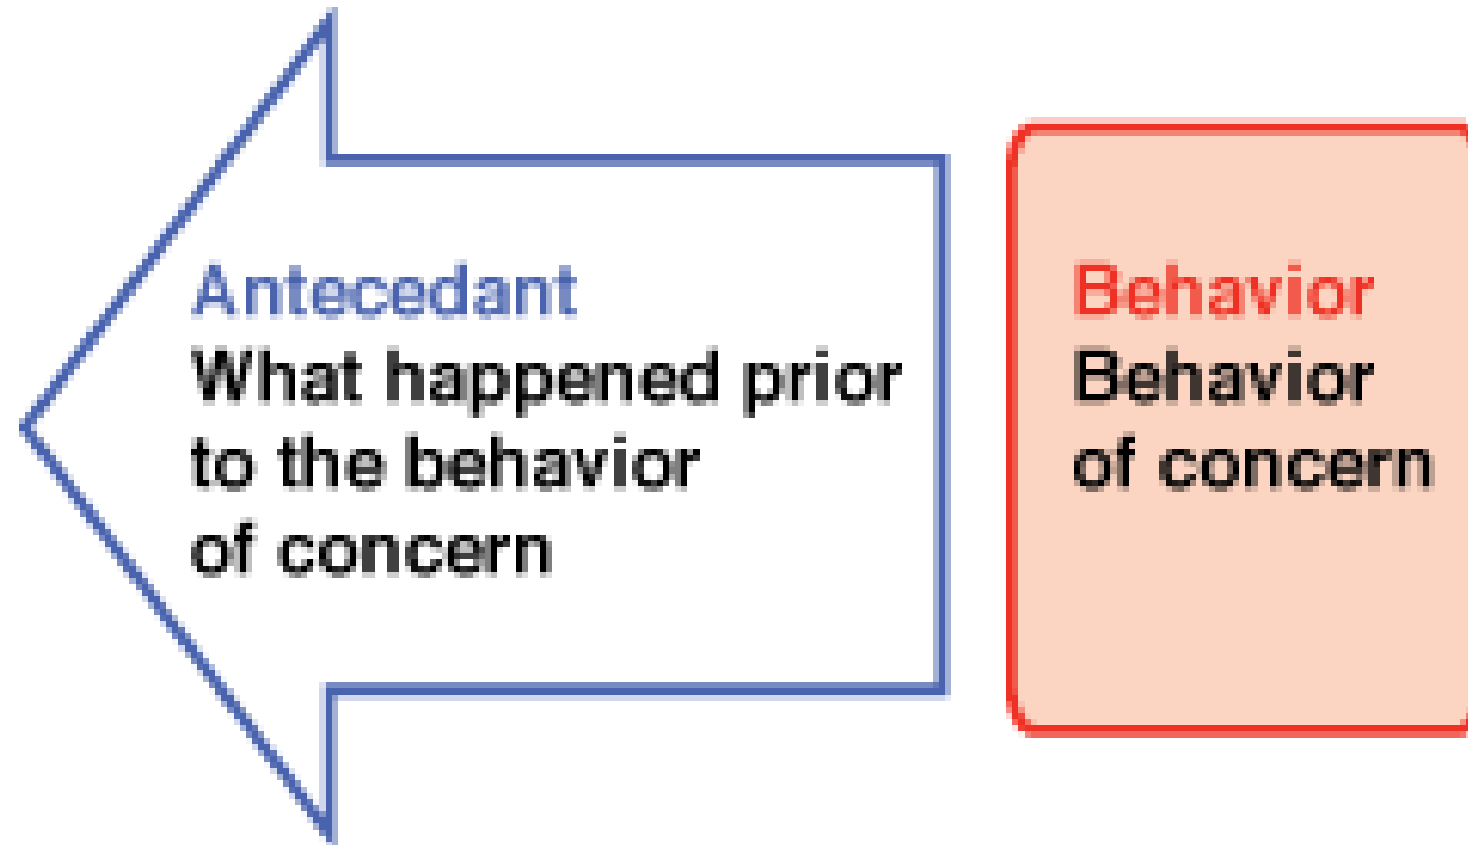 Antecedant
What happened prior
to the behavior
of concern
Behavior
Behavior
of concern